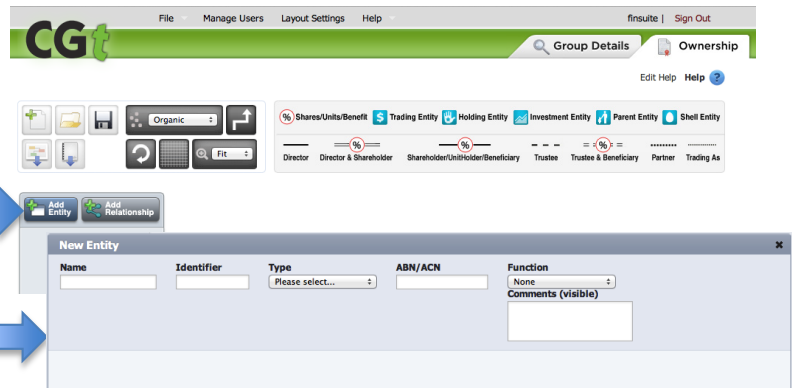 File Manage Users Layout Settings Help finsuite | Sign Out
CGt
Group Details Ownership
Edit Help Help ?
Organic
% Shares/Units/Benefit $ Trading Entity Holding Entity Investment Entity Parent Entity Shell Entity
Fit
% % %
Director Director & Shareholder Shareholder/UnitHolder/Beneficiary Trustee Trustee & Beneficiary Partner Trading As
Add Entity Add Relationship
New Entity x
Name Identifier Type ABN/ACN Function
Please select... None
Comments (visible)